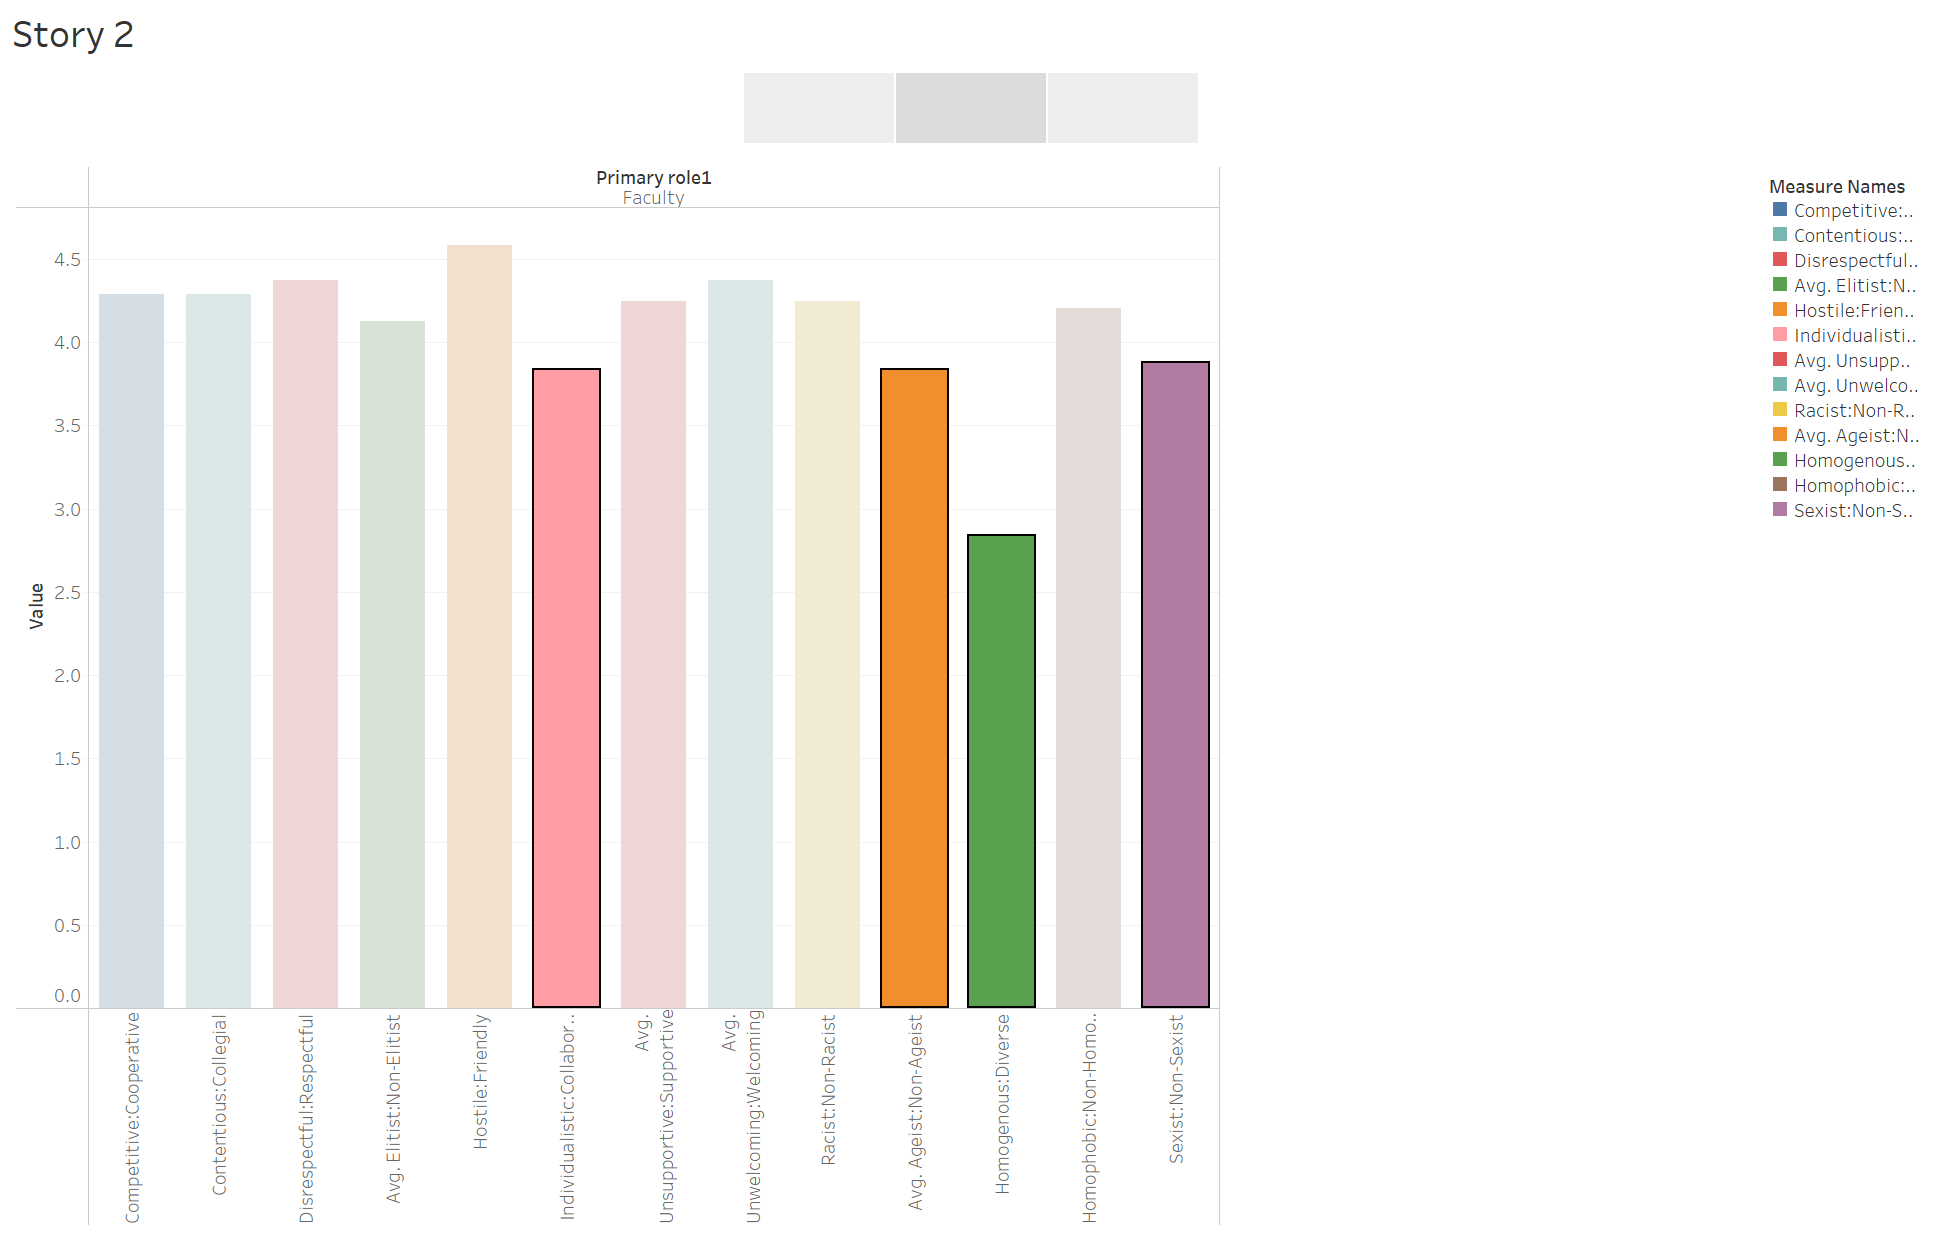 Story 2
Primary role1
Faculty
Value
4.5
4.0
3.5
3.0
2.5
2.0
1.5
1.0
0.5
0.0
Competitive:Cooperative
Contentious:Collegial
Disrespectful:Respectful
Avg. Elitist:Non-Elitist
Hostile:Friendly
Individualistic:Collabor..
Avg.
Unsupportive:Supportive
Avg.
Unwelcoming:Welcoming
Racist:Non-Racist
Avg. Ageist:Non-Ageist
Homogenous:Diverse
Homophobic:Non-Homo..
Sexist:Non-Sexist
Measure Names
Competitive:..
Contentious:..
Disrespectful..
Avg. Elitist:N..
Hostile:Frien..
Individualisti..
Avg. Unsupp..
Avg. Unwelco..
Racist:Non-R..
Avg. Ageist:N..
Homogenous..
Homophobic:..
Sexist:Non-S..